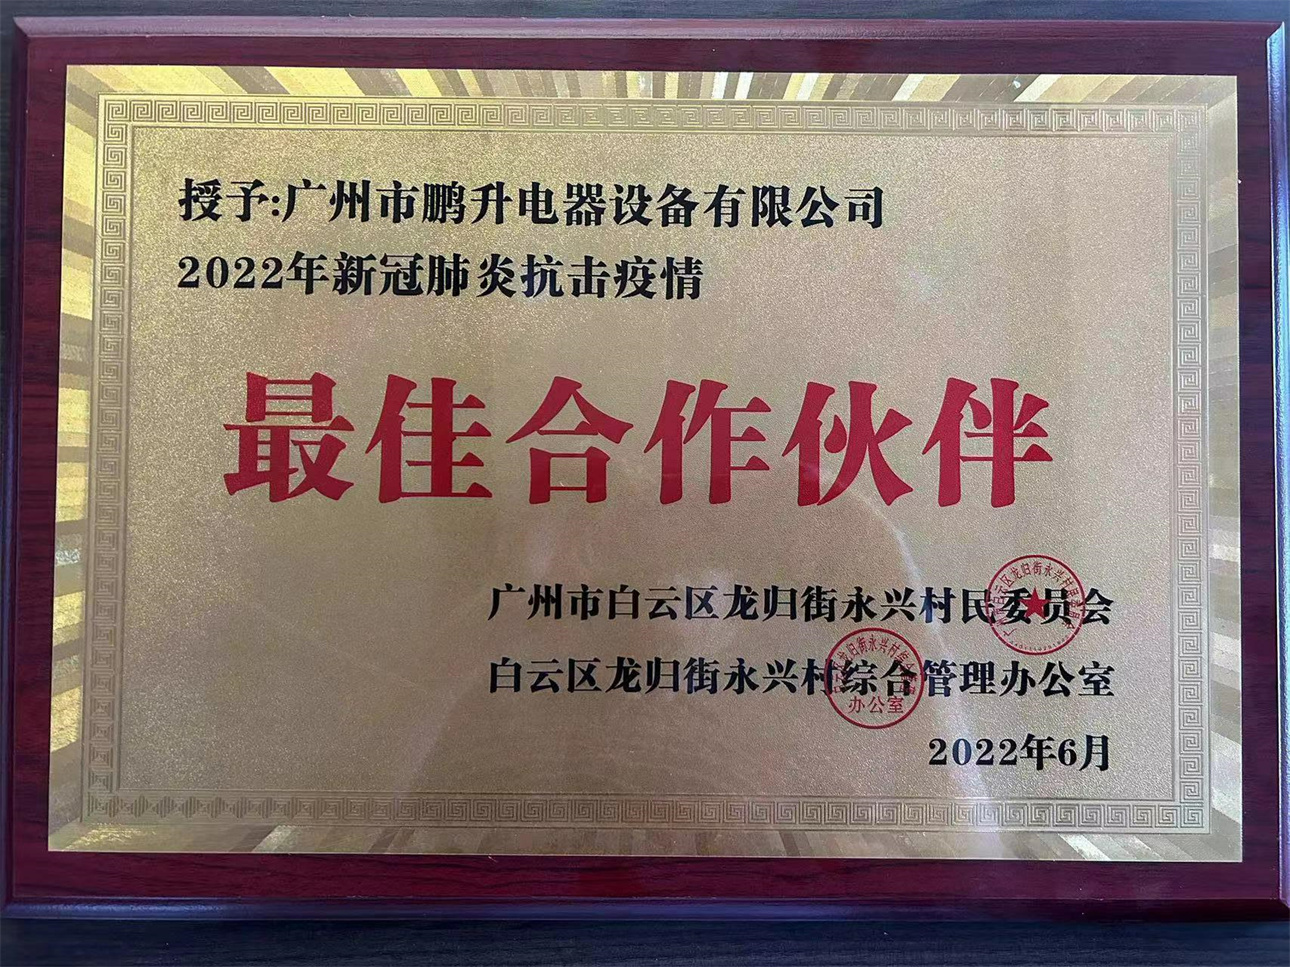 授予:广州市鹏升电器设备有限公司
2022年新冠肺炎抗击疫情
最佳合作伙伴
广州市白云区龙归街永兴村民委员会
白云区龙归街永兴村综合管理办公室
办公室
2022年6月